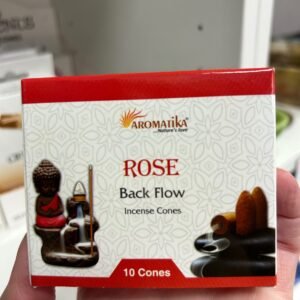 AROMATIKA
...Nature's love
ROSE
Back Flow
Incense Cones
10 Cones